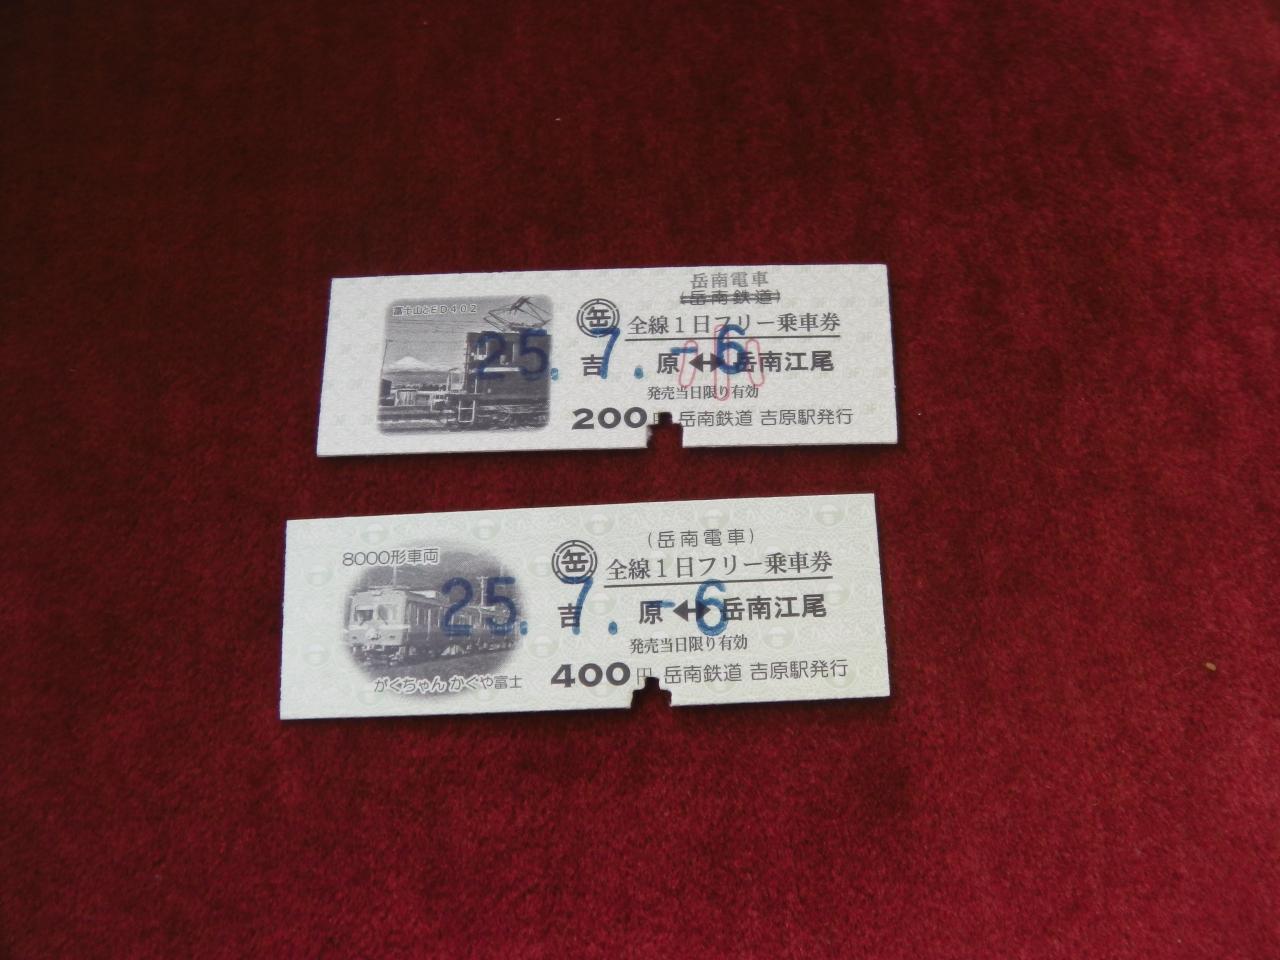 岳南電車
(岳南鉄道)
富士山とED402
岳 全線1日フリー乗車券
25.7.-6
吉原↔岳南江尾
小
発売当日限り有効
200円 岳南鉄道 吉原駅発行
(岳南電車)
8000形車両
岳 全線1日フリー乗車券
25.7.-6
吉原↔岳南江尾
発売当日限り有効
がくちゃん かぐや富士
400円 岳南鉄道 吉原駅発行